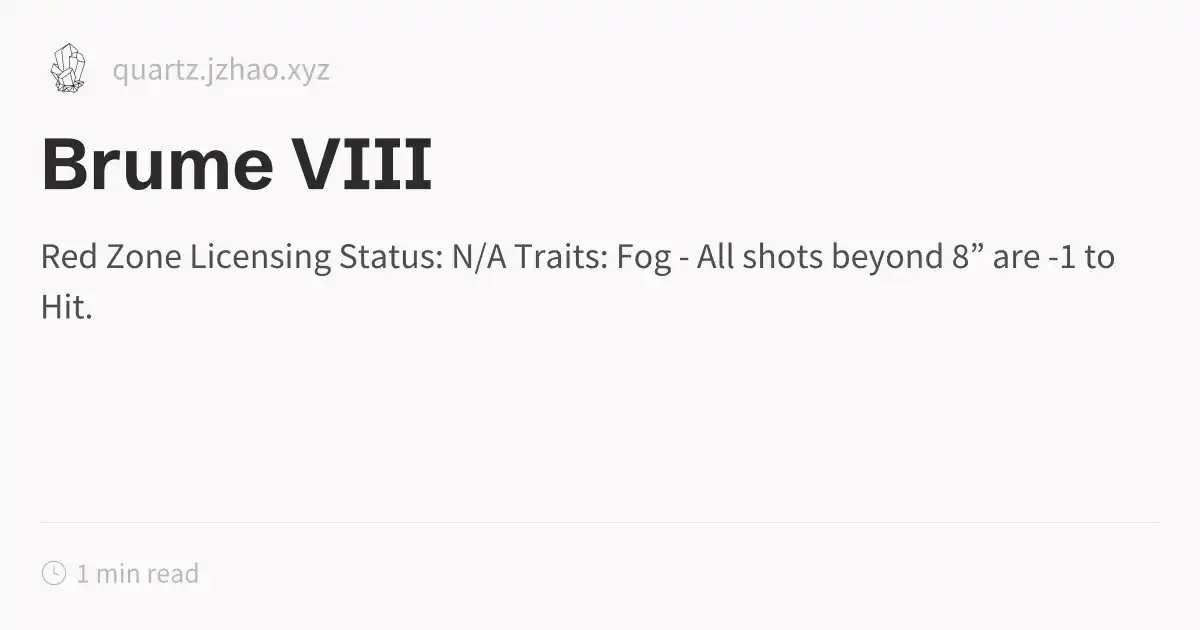 quartz.jzhao.xyz
Brume VIII
Red Zone Licensing Status: N/A Traits: Fog - All shots beyond 8” are -1 to
Hit.
1 min read